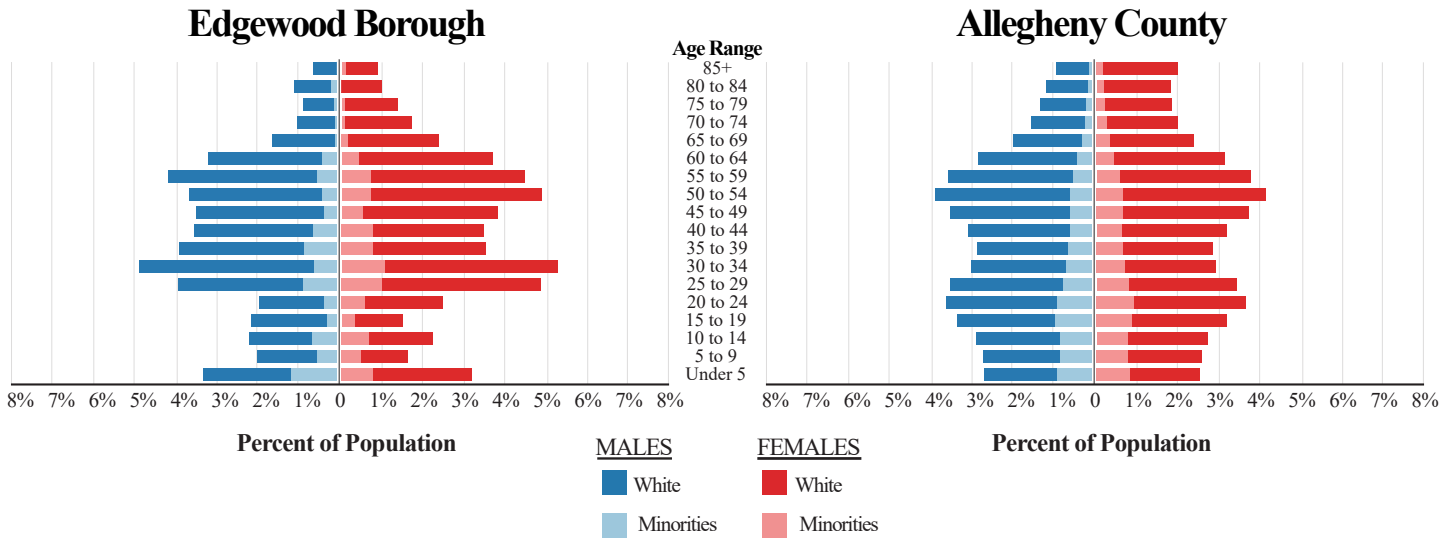 Edgewood Borough
Allegheny County
Age Range
85+
80 to 84
75 to 79
70 to 74
65 to 69
60 to 64
55 to 59
50 to 54
45 to 49
40 to 44
35 to 39
30 to 34
25 to 29
20 to 24
15 to 19
10 to 14
5 to 9
Under 5
8% 7% 6% 5% 4% 3% 2% 1% 0 1% 2% 3% 4% 5% 6% 7% 8%
8% 7% 6% 5% 4% 3% 2% 1% 0 1% 2% 3% 4% 5% 6% 7% 8%
Percent of Population
Percent of Population
MALES
White
Minorities
FEMALES
White
Minorities